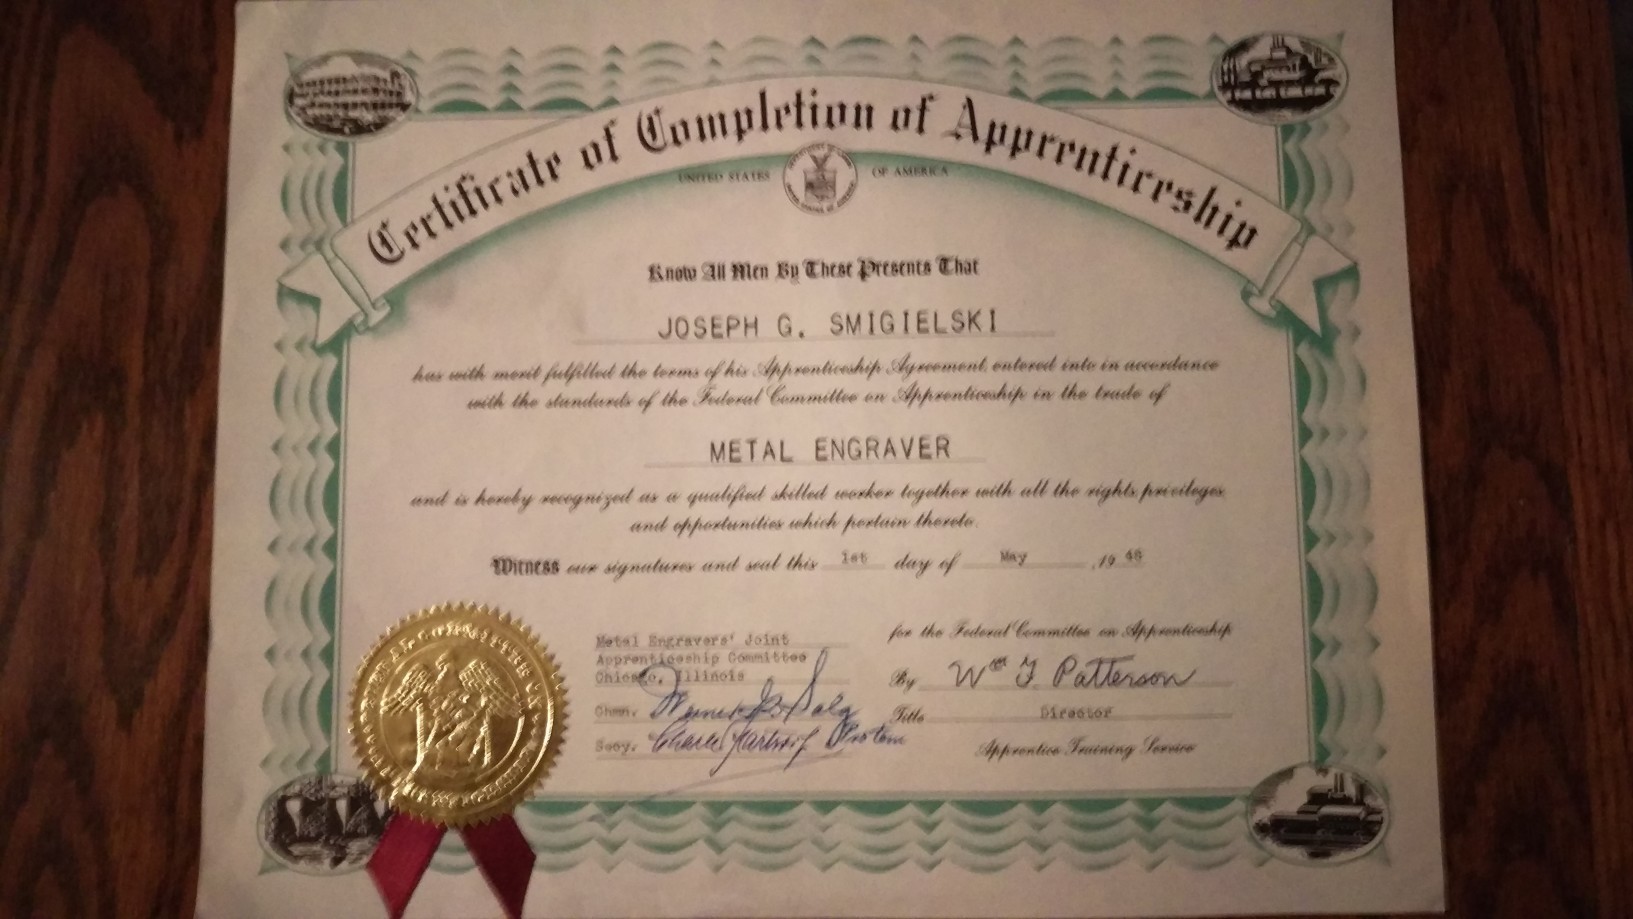 Certificate of Completion of Apprenticeship
UNITED STATES OF AMERICA
Know All Men By These Presents That
JOSEPH G. SMIGIELSKI
has with merit fulfilled the terms of his Apprenticeship Agreement, entered into in accordance
with the standards of the Federal Committee on Apprenticeship in the trade of
METAL ENGRAVER
and is hereby recognized as a qualified skilled worker together with all the rights, privileges
and opportunities which pertain thereto.
Witness our signatures and seal this 1st day of May, 19
Metal Engravers' Joint
Apprenticeship Committee
Chicago, Illinois
Chmn.
Secy. Protem
for the Federal Committee on Apprenticeship
By Wm F. Patterson
Title Director
Apprentice Training Service